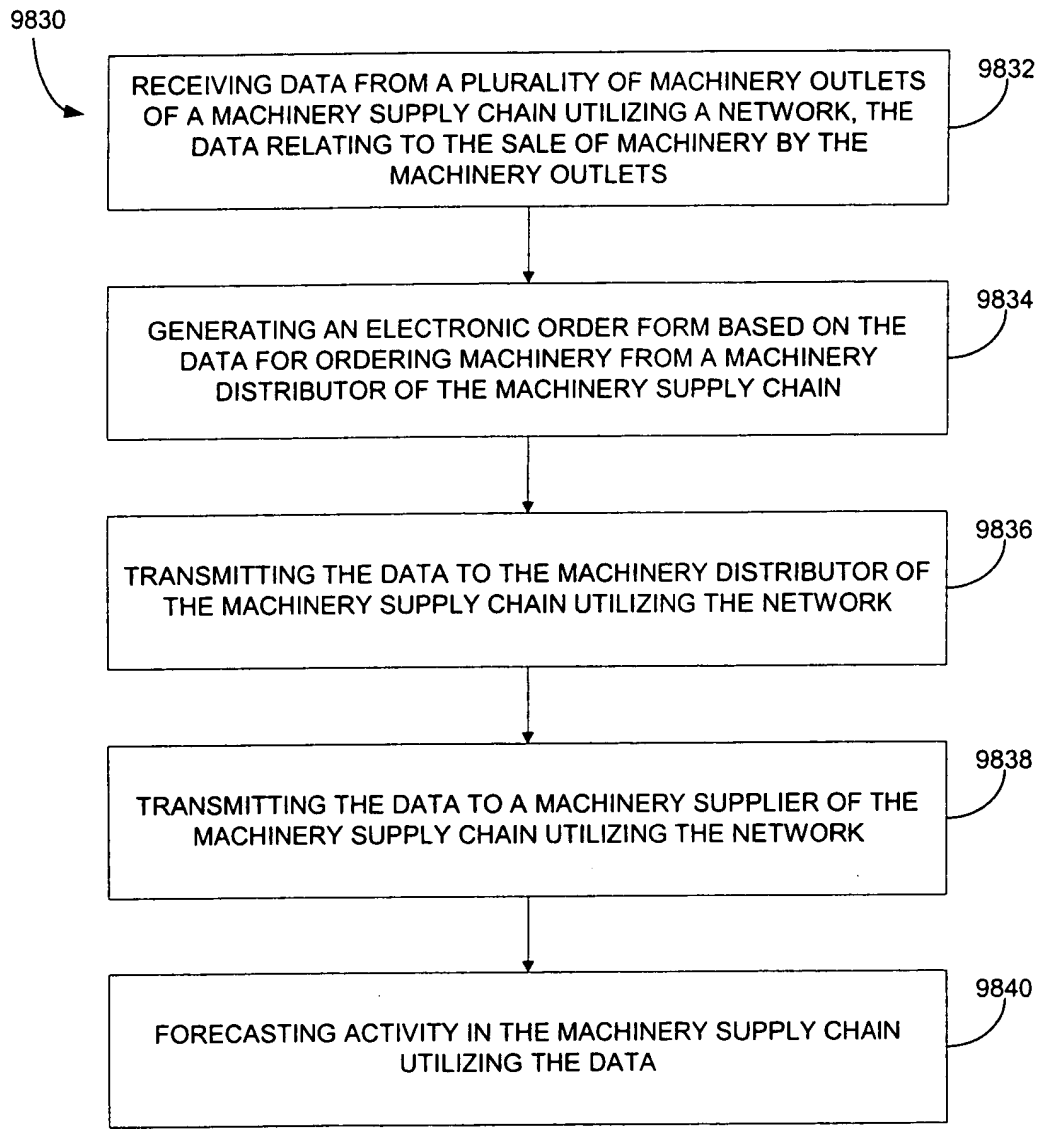 9830
RECEIVING DATA FROM A PLURALITY OF MACHINERY OUTLETS
OF A MACHINERY SUPPLY CHAIN UTILIZING A NETWORK, THE
DATA RELATING TO THE SALE OF MACHINERY BY THE
MACHINERY OUTLETS
9832
GENERATING AN ELECTRONIC ORDER FORM BASED ON THE
DATA FOR ORDERING MACHINERY FROM A MACHINERY
DISTRIBUTOR OF THE MACHINERY SUPPLY CHAIN
9834
TRANSMITTING THE DATA TO THE MACHINERY DISTRIBUTOR OF
THE MACHINERY SUPPLY CHAIN UTILIZING THE NETWORK
9836
TRANSMITTING THE DATA TO A MACHINERY SUPPLIER OF THE
MACHINERY SUPPLY CHAIN UTILIZING THE NETWORK
9838
FORECASTING ACTIVITY IN THE MACHINERY SUPPLY CHAIN
UTILIZING THE DATA
9840